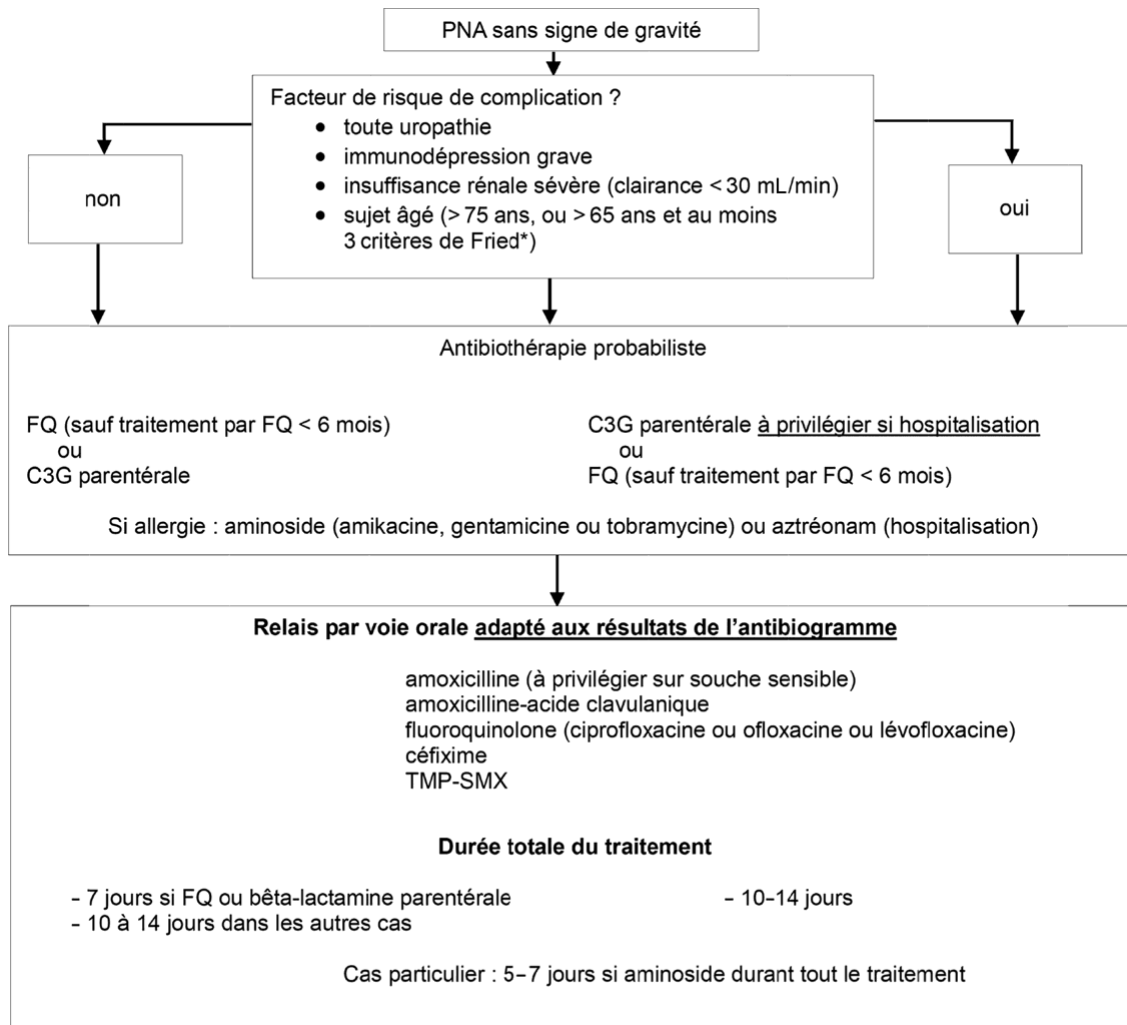 PNA sans signe de gravité
Facteur de risque de complication ?
• toute uropathie
• immunodépression grave
• insuffisance rénale sévère (clairance < 30 mL/min)
• sujet âgé (> 75 ans, ou > 65 ans et au moins
3 critères de Fried*)
non
oui
Antibiothérapie probabiliste
FQ (sauf traitement par FQ < 6 mois)
ou
C3G parentérale
C3G parentérale à privilégier si hospitalisation
ou
FQ (sauf traitement par FQ < 6 mois)
Si allergie : aminoside (amikacine, gentamicine ou tobramycine) ou aztréonam (hospitalisation)
Relais par voie orale adapté aux résultats de l'antibiogramme
amoxicilline (à privilégier sur souche sensible)
amoxicilline-acide clavulanique
fluoroquinolone (ciprofloxacine ou ofloxacine ou lévofloxacine)
céfixime
TMP-SMX
Durée totale du traitement
– 7 jours si FQ ou bêta-lactamine parentérale
– 10 à 14 jours dans les autres cas
– 10–14 jours
Cas particulier : 5–7 jours si aminoside durant tout le traitement